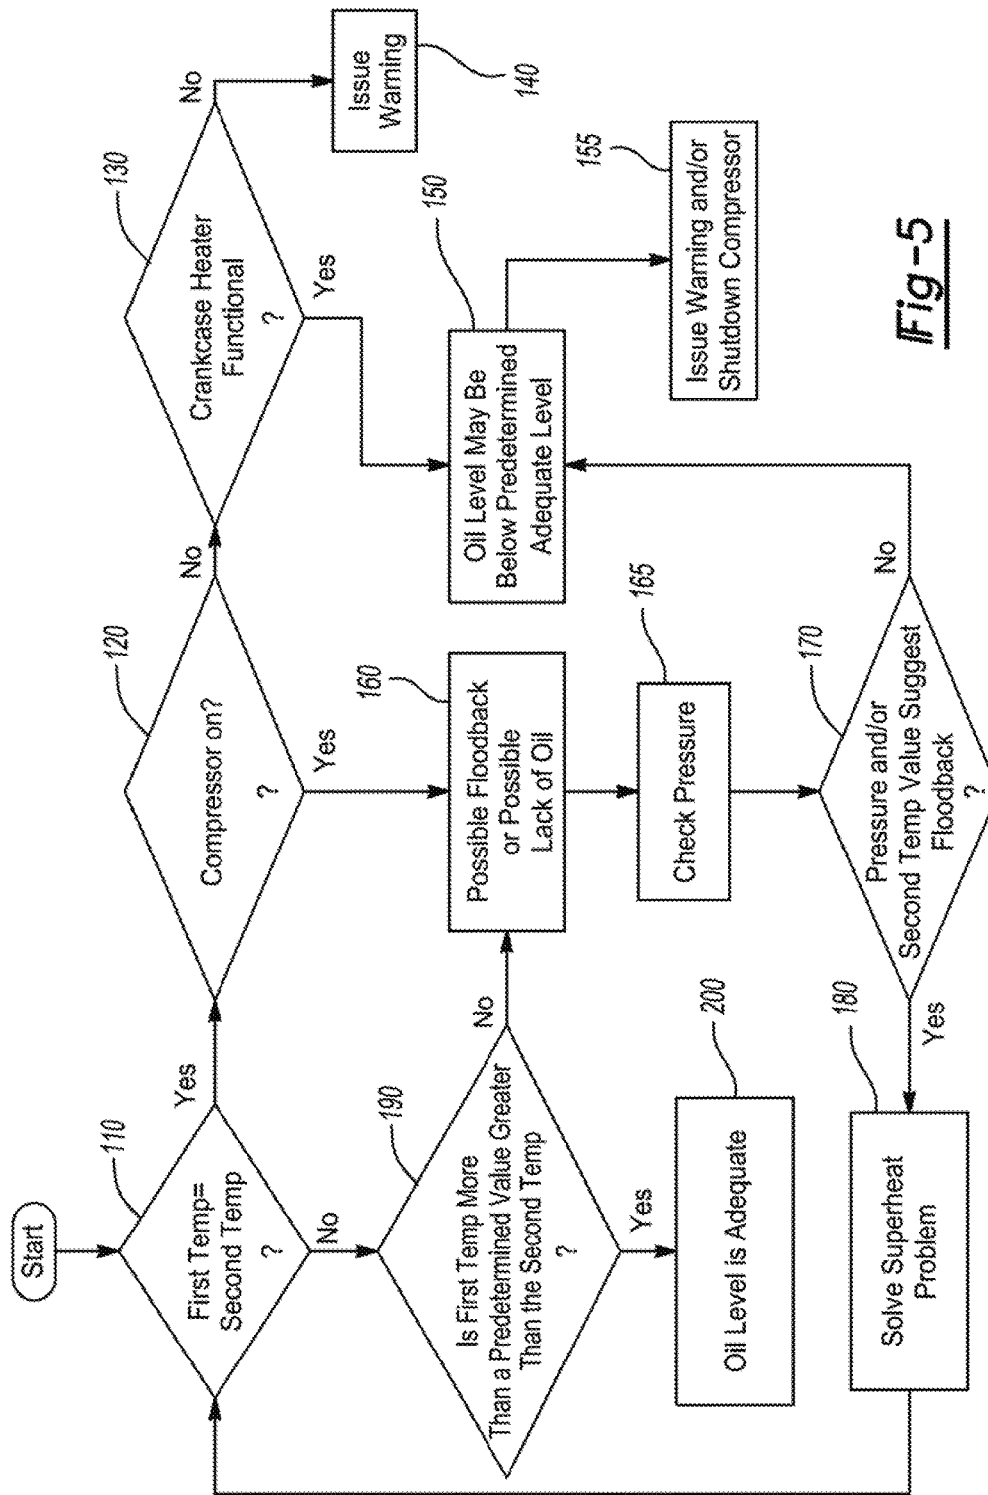 Start
110
First Temp=
Second Temp
?
Yes
No
120
Compressor on?
?
No
Yes
130
Crankcase Heater
Functional
?
No
Yes
Issue
Warning
140
190
Is First Temp More
Than a Predetermined Value Greater
Than the Second Temp
?
No
Yes
160
Possible Floodback
or Possible
Lack of Oil
150
Oil Level May Be
Below Predetermined
Adequate Level
155
Issue Warning and/or
Shutdown Compressor
200
Oil Level is Adequate
165
Check Pressure
180
Solve Superheat
Problem
Yes
170
Pressure and/or
Second Temp Value Suggest
Floodback
?
No
Fig-5